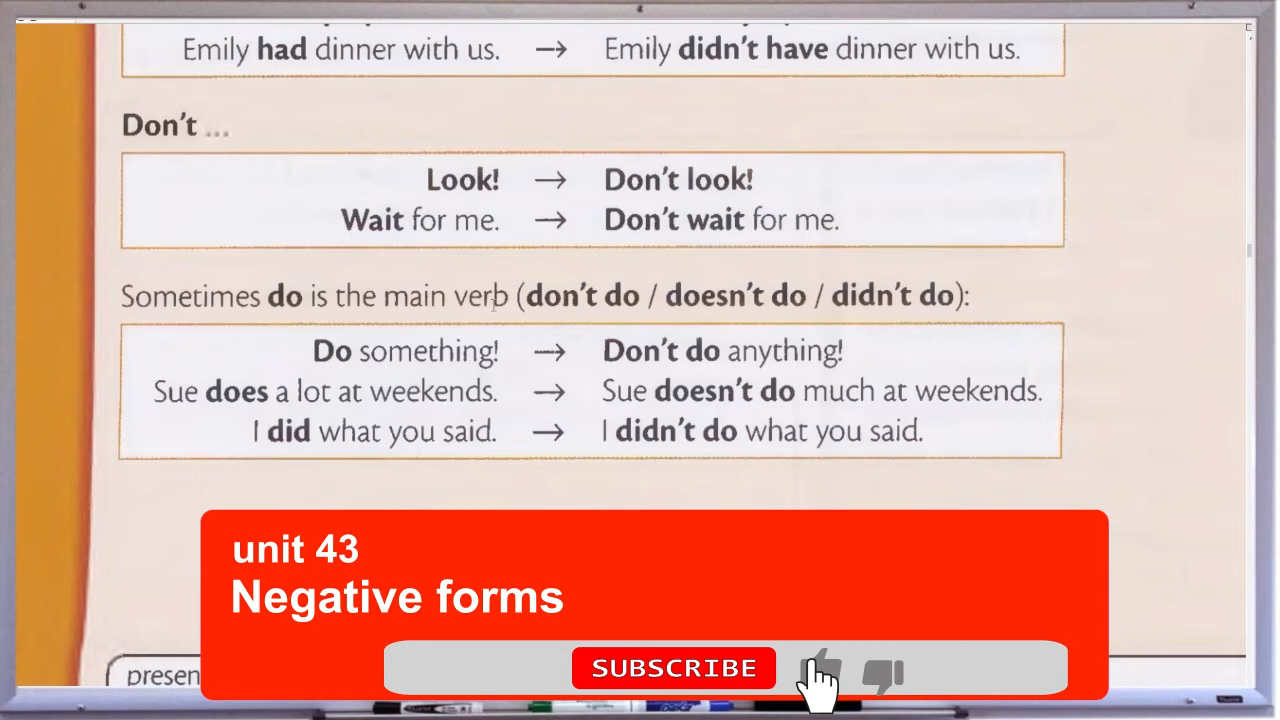 Emily had dinner with us. → Emily didn't have dinner with us.
Don't ...
Look! → Don't look!
Wait for me. → Don't wait for me.
Sometimes do is the main verb (don't do / doesn't do / didn't do):
Do something! → Don't do anything!
Sue does a lot at weekends. → Sue doesn't do much at weekends.
I did what you said. → I didn't do what you said.
unit 43
Negative forms
SUBSCRIBE
presen